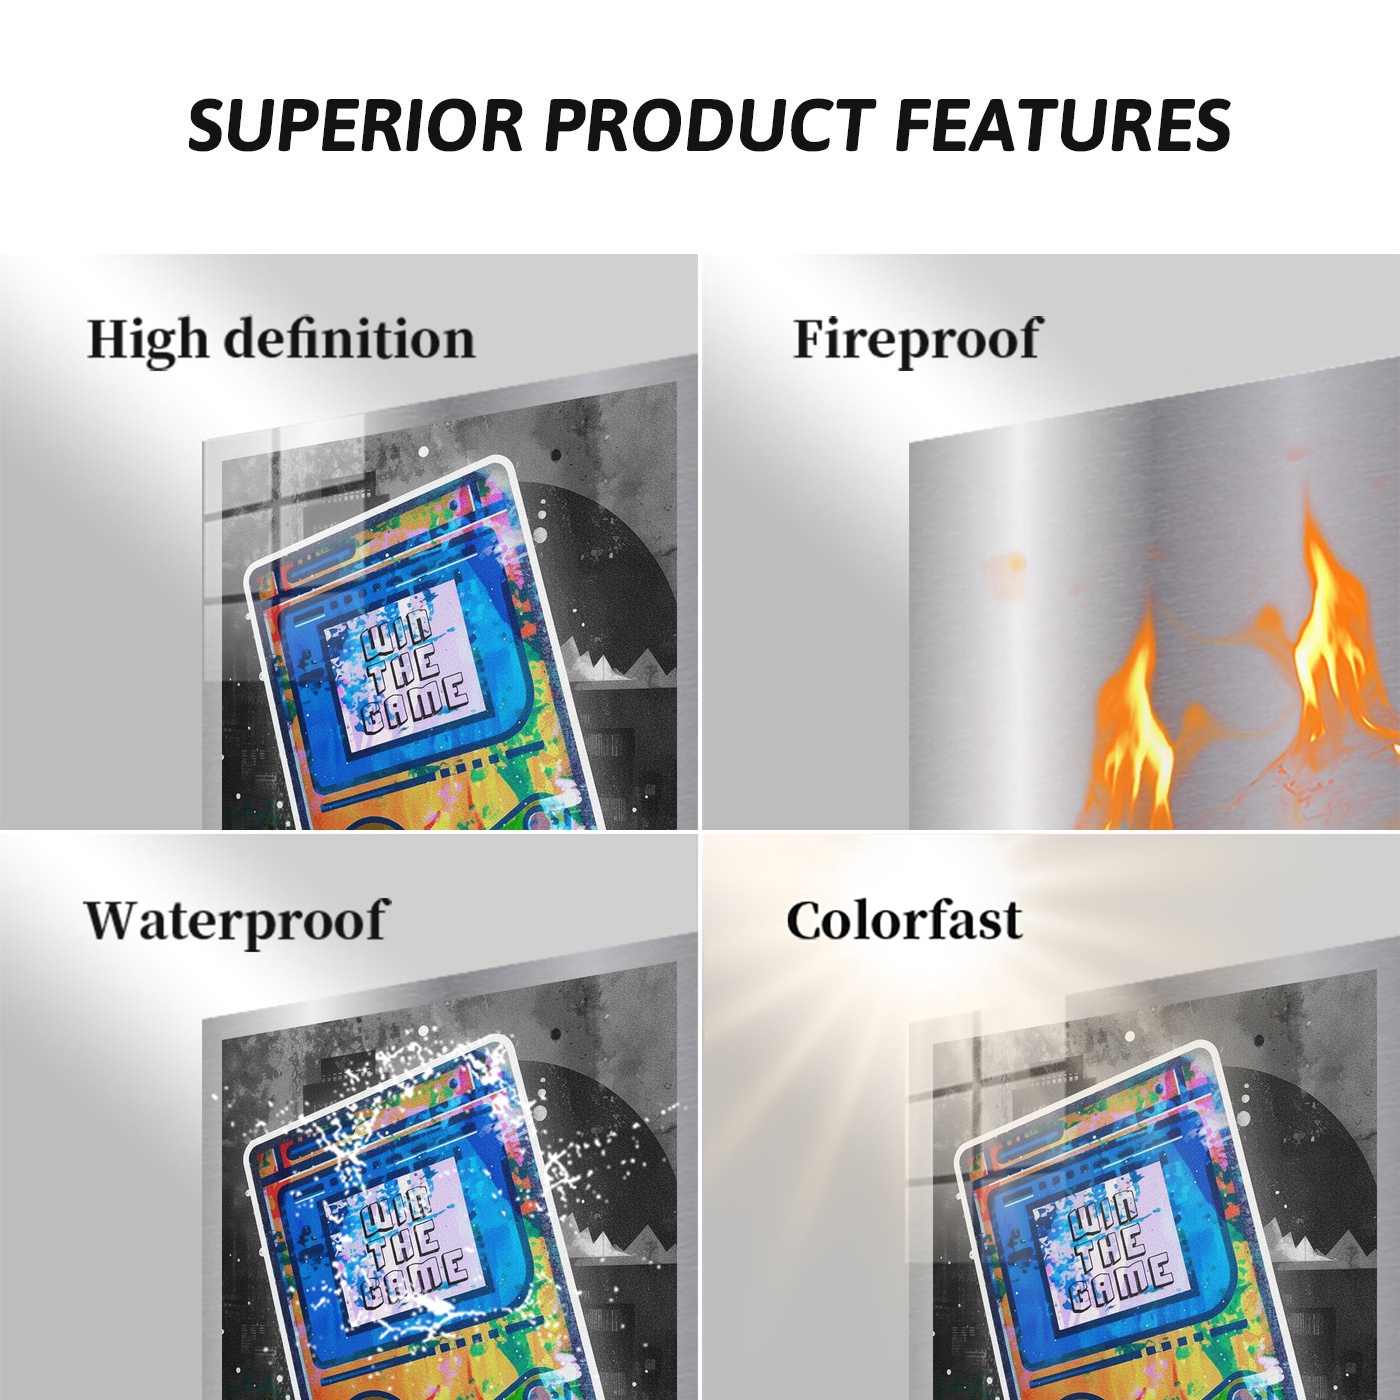 SUPERIOR PRODUCT FEATURES
High definition
Fireproof
WIN
THE
GAME
Waterproof
Colorfast
WIN
THE
GAME
WIN
THE
GAME